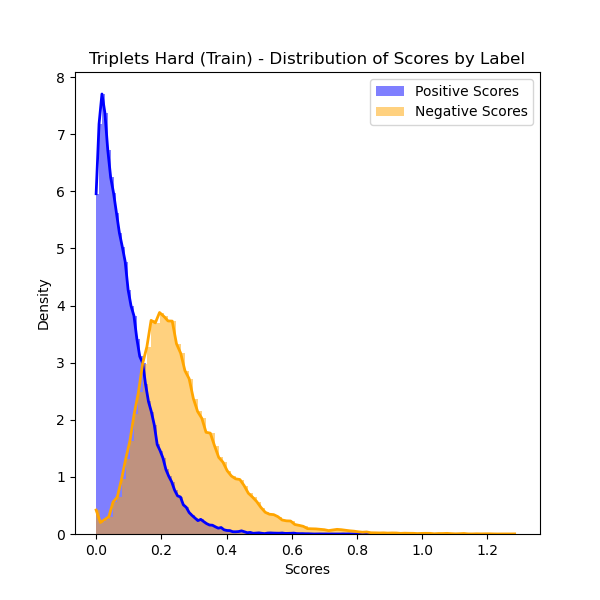 Triplets Hard (Train) - Distribution of Scores by Label
Positive Scores
Negative Scores
Density
8
7
6
5
4
3
2
1
0
0.0 0.2 0.4 0.6 0.8 1.0 1.2
Scores